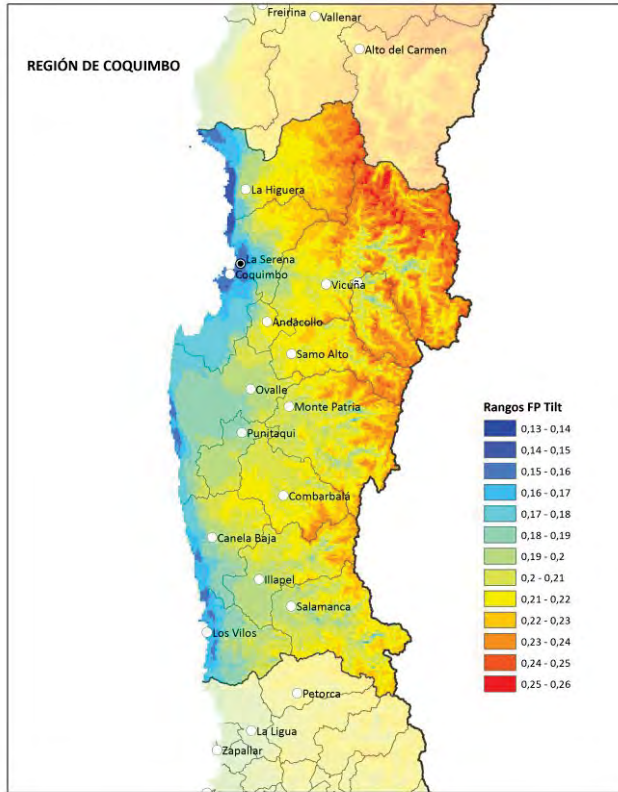 Freirina
Vallenar
Alto del Carmen
REGIÓN DE COQUIMBO
La Higuera
La Serena
Coquimbo
Vicuña
Andacollo
Samo Alto
Ovalle
Monte Patria
Punitaqui
Combarbalá
Canela Baja
Illapel
Salamanca
Los Vilos
Petorca
La Ligua
Zapallar
Rangos FP Tilt
0,13 - 0,14
0,14 - 0,15
0,15 - 0,16
0,16 - 0,17
0,17 - 0,18
0,18 - 0,19
0,19 - 0,2
0,2 - 0,21
0,21 - 0,22
0,22 - 0,23
0,23 - 0,24
0,24 - 0,25
0,25 - 0,26